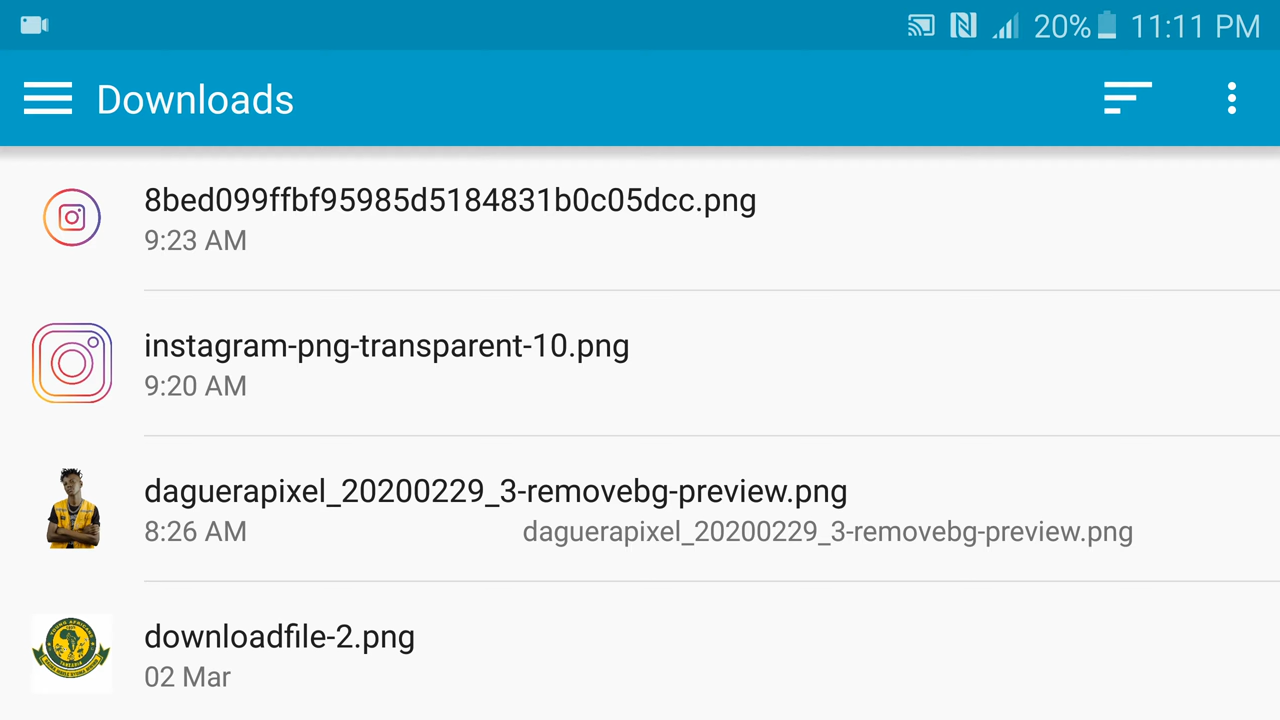 20% 11:11 PM
Downloads
8bed099ffbf95985d5184831b0c05dcc.png
9:23 AM
instagram-png-transparent-10.png
9:20 AM
daguerapixel_20200229_3-removebg-preview.png
8:26 AM daguerapixel_20200229_3-removebg-preview.png
downloadfile-2.png
02 Mar